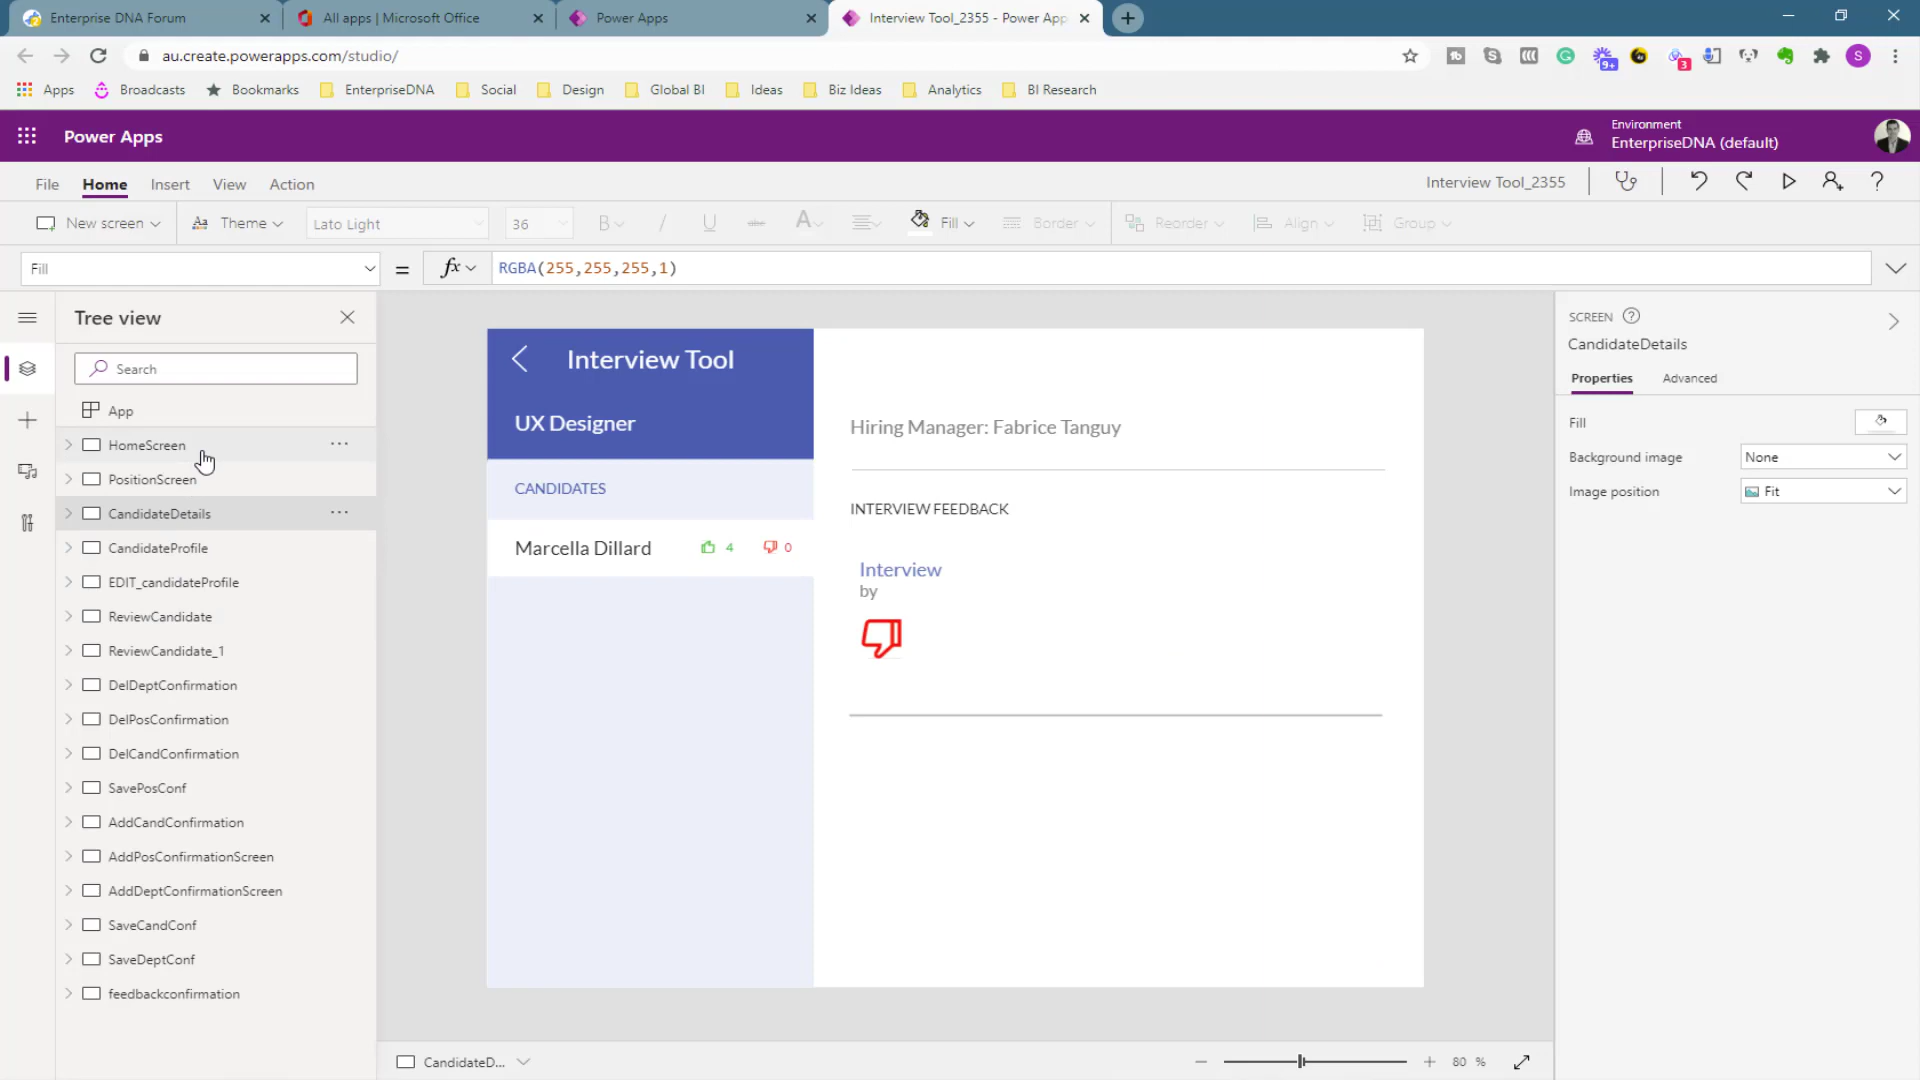 Enterprise DNA Forum
All apps | Microsoft Office
Power Apps
Interview Tool_2355 - Power App
au.create.powerapps.com/studio/
9+
3
S
Apps
Broadcasts
Bookmarks
EnterpriseDNA
Social
Design
Global BI
Ideas
Biz Ideas
Analytics
BI Research
Power Apps
Environment
EnterpriseDNA (default)
File
Home
Insert
View
Action
Interview Tool_2355
New screen
Theme
Lato Light
36
B
Fill
Border
Reorder
Align
Group
Fill
=
fx
RGBA(255,255,255,1)
Tree view
Search
App
HomeScreen
PositionScreen
CandidateDetails
CandidateProfile
EDIT_candidateProfile
ReviewCandidate
ReviewCandidate_1
DelDeptConfirmation
DelPosConfirmation
DelCandConfirmation
SavePosConf
AddCandConfirmation
AddPosConfirmationScreen
AddDeptConfirmationScreen
SaveCandConf
SaveDeptConf
feedbackconfirmation
Interview Tool
UX Designer
CANDIDATES
Marcella Dillard
4
0
Hiring Manager: Fabrice Tanguy
INTERVIEW FEEDBACK
Interview
by
SCREEN
CandidateDetails
Properties
Advanced
Fill
Background image
None
Image position
Fit
CandidateD...
80 %